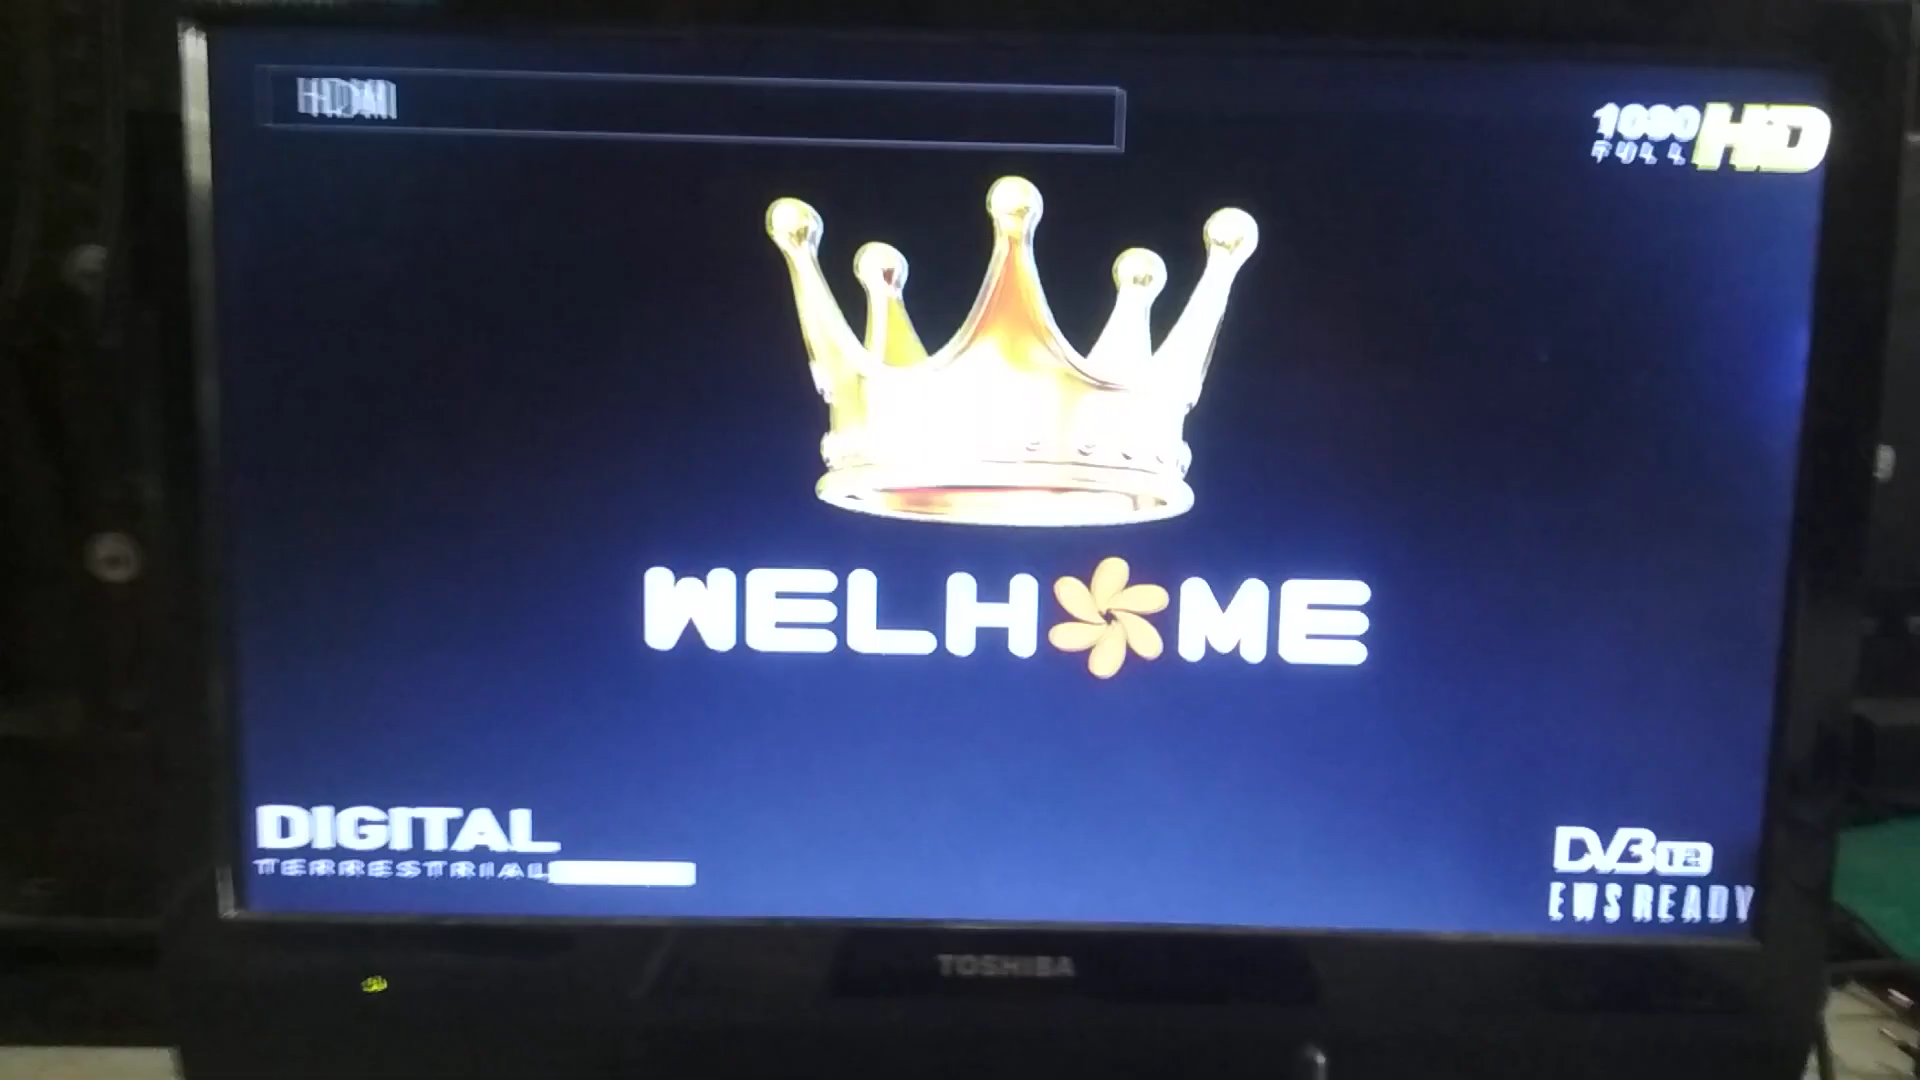 HDMI
1080 HD
FULL
WELHOME
DIGITAL
TERRESTRIAL
DVB T2
EWS READY
TOSHIBA